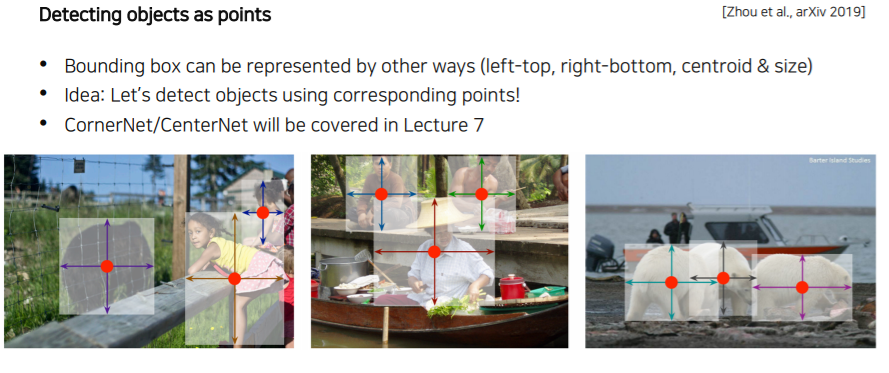 Detecting objects as points
[Zhou et al., arXiv 2019]
• Bounding box can be represented by other ways (left-top, right-bottom, centroid & size)
• Idea: Let's detect objects using corresponding points!
• CornerNet/CenterNet will be covered in Lecture 7
Barter Island Studies